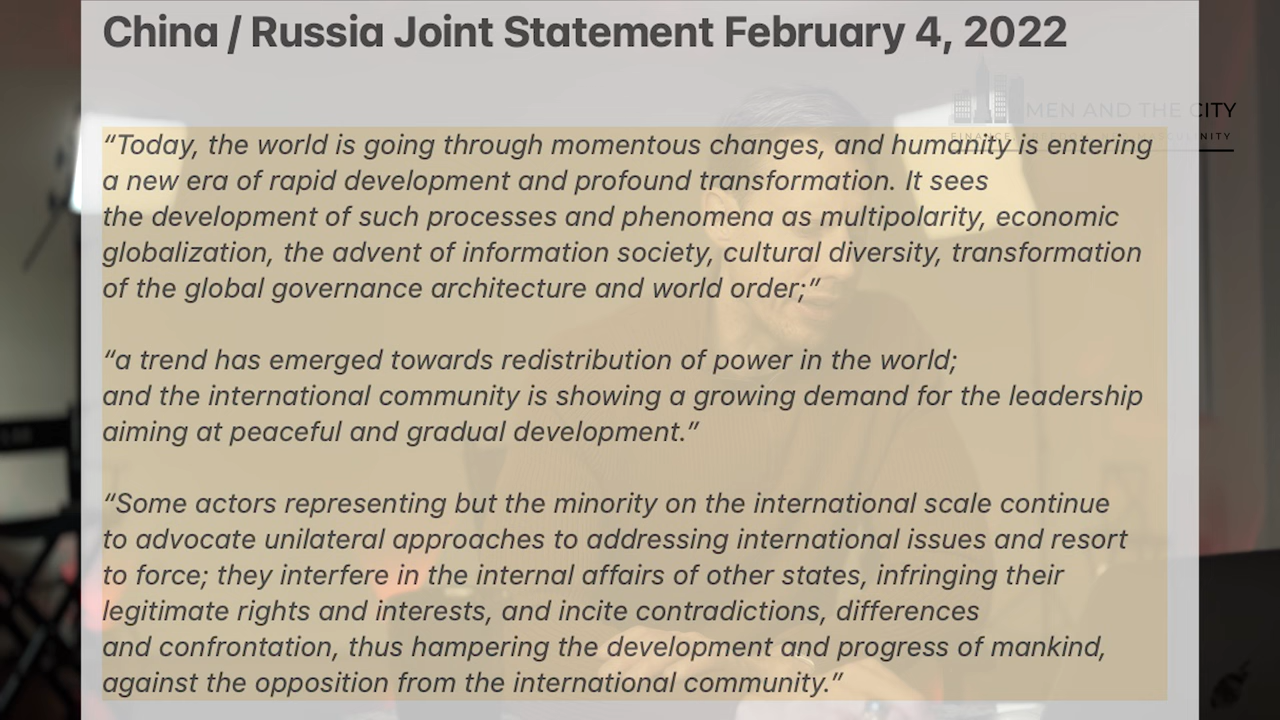 China / Russia Joint Statement February 4, 2022
MEN AND THE CITY
“Today, the world is going through momentous changes, and humanity is entering
a new era of rapid development and profound transformation. It sees
the development of such processes and phenomena as multipolarity, economic
globalization, the advent of information society, cultural diversity, transformation
of the global governance architecture and world order;”
“a trend has emerged towards redistribution of power in the world;
and the international community is showing a growing demand for the leadership
aiming at peaceful and gradual development.”
“Some actors representing but the minority on the international scale continue
to advocate unilateral approaches to addressing international issues and resort
to force; they interfere in the internal affairs of other states, infringing their
legitimate rights and interests, and incite contradictions, differences
and confrontation, thus hampering the development and progress of mankind,
against the opposition from the international community.”